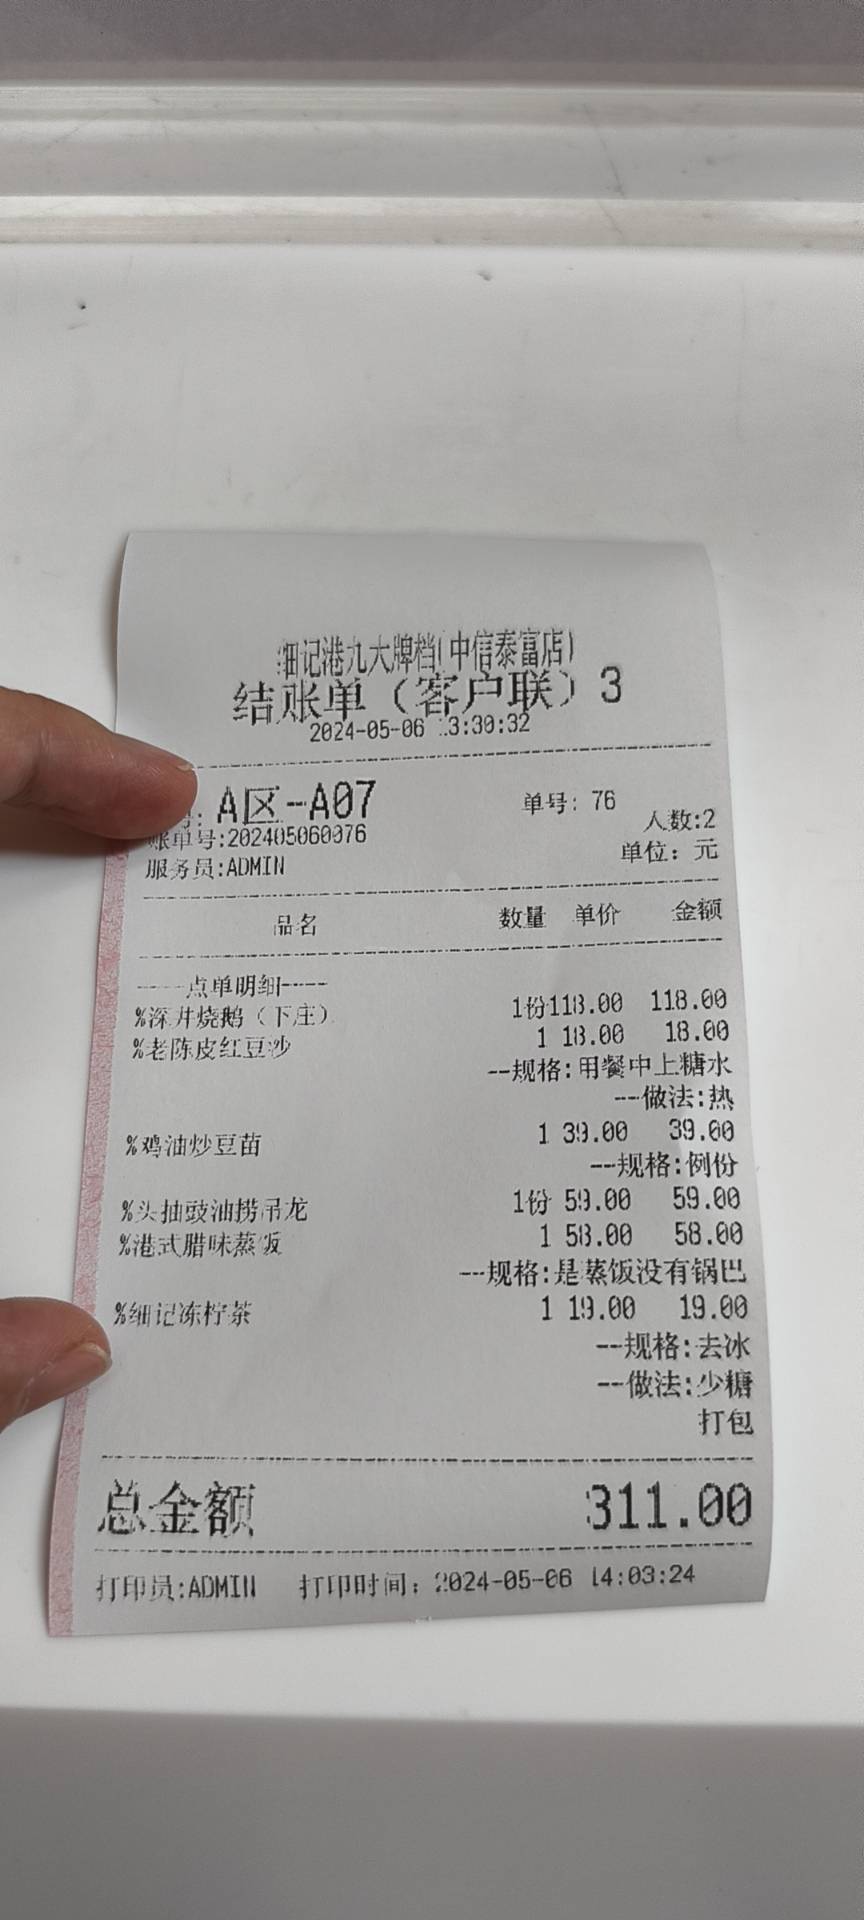 细记港九大牌档(中信泰富店)
结账单（客户联）3
2024-05-06 13:30:32
号: A区-A07 单号: 76
账单号:202405060076 人数:2
服务员:ADMIN 单位: 元
品名 数量 单价 金额
-----点单明细-----
%深井烧鹅（下庄） 1份118.00 118.00
%老陈皮红豆沙 1 18.00 18.00
--规格:用餐中上糖水
---做法:热
%鸡油炒豆苗 1 39.00 39.00
---规格:例份
%头抽豉油捞吊龙 1份 59.00 59.00
%港式腊味蒸饭 1 58.00 58.00
---规格:是蒸饭没有锅巴
%细记冻柠茶 1 19.00 19.00
---规格:去冰
---做法:少糖
打包
总金额 311.00
打印员:ADMIN 打印时间: 2024-05-06 14:03:24